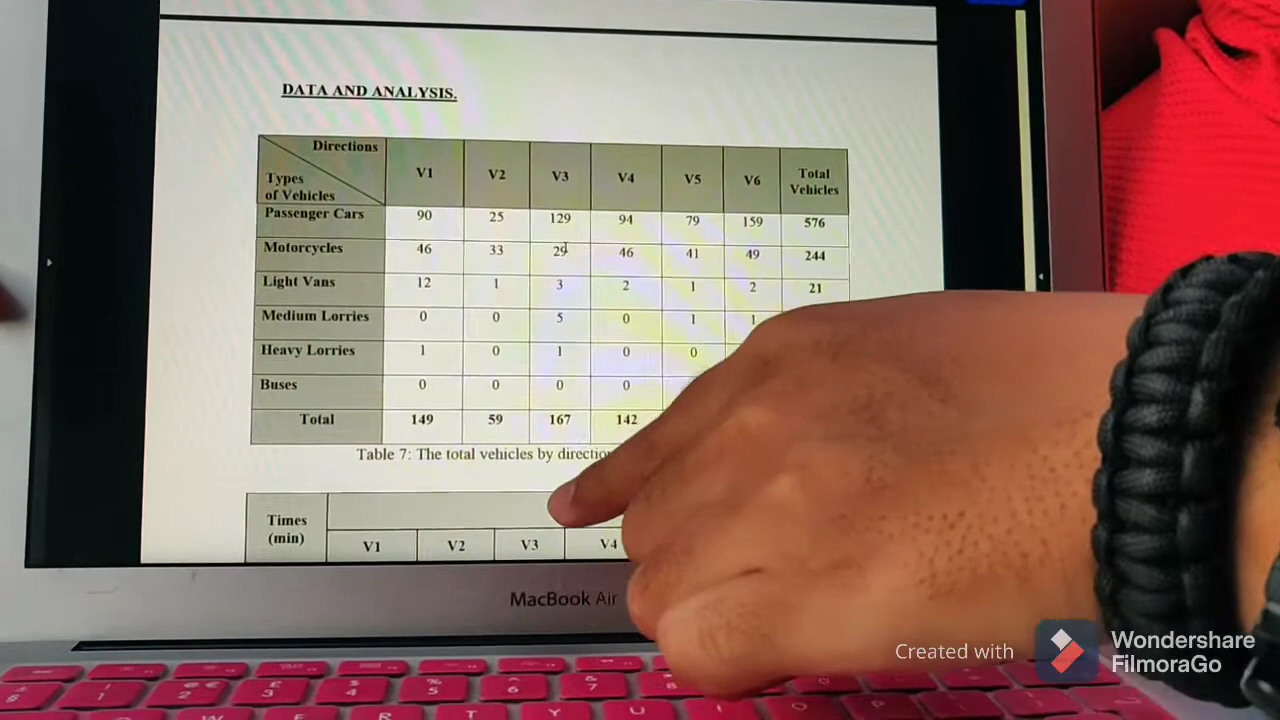 DATA AND ANALYSIS.
Directions
Types
of Vehicles
V1 V2 V3 V4 V5 V6 Total Vehicles
Passenger Cars 90 25 129 94 79 159 576
Motorcycles 46 33 29 46 41 49 244
Light Vans 12 1 3 2 1 2 21
Medium Lorries 0 0 5 0 1 1
Heavy Lorries 1 0 1 0 0
Buses 0 0 0 0
Total 149 59 167 142
Table 7: The total vehicles by
Times
(min)
V1 V2 V3 V4
MacBook Air
Created with
Wondershare
FilmoraGo